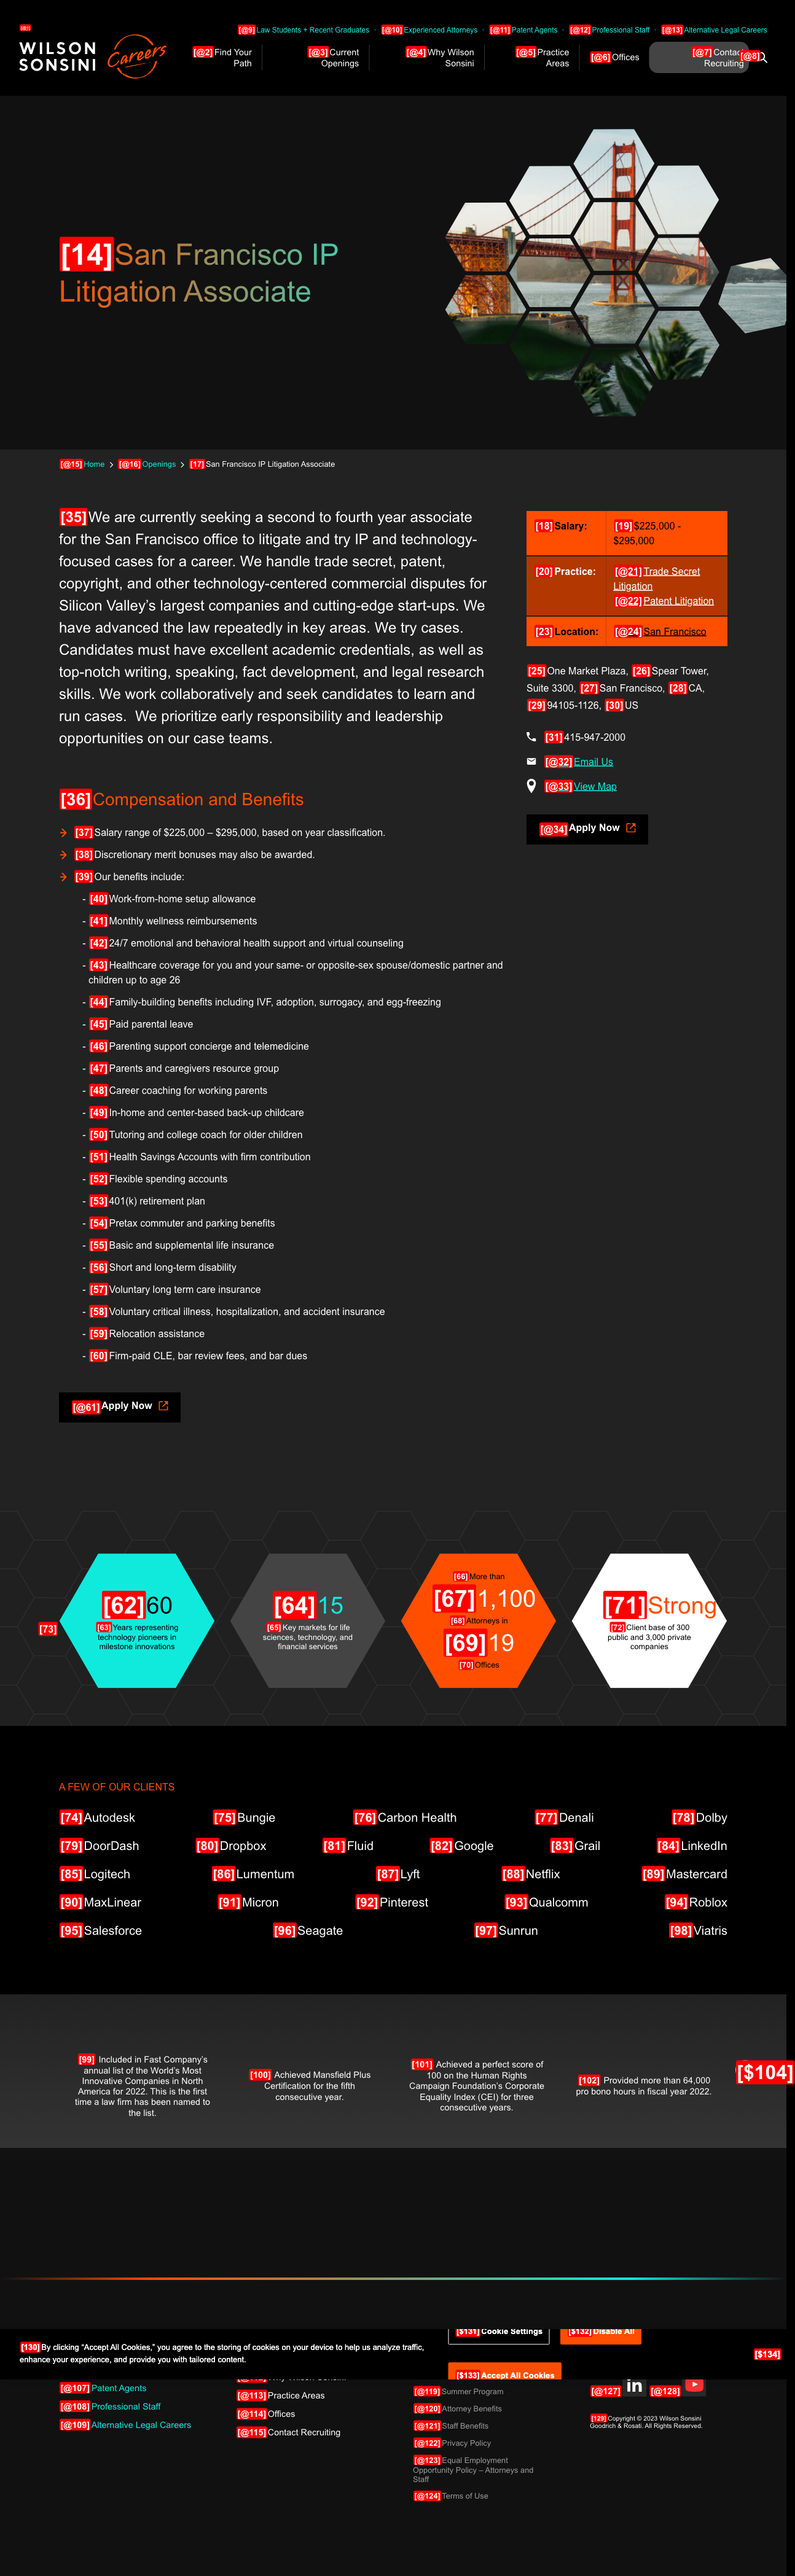 [@1]
WILSON
SONSINI
Careers
[@9] Law Students + Recent Graduates · [@10] Experienced Attorneys · [@11] Patent Agents · [@12] Professional Staff · [@13] Alternative Legal Careers
[@2] Find Your
Path
[@3] Current
Openings
[@4] Why Wilson
Sonsini
[@5] Practice
Areas
[@6] Offices
[@7] Contact
Recruiting
[@8]
[14] San Francisco IP
Litigation Associate
[@15] Home > [@16] Openings > [17] San Francisco IP Litigation Associate
[35] We are currently seeking a second to fourth year associate
for the San Francisco office to litigate and try IP and technology-
focused cases for a career. We handle trade secret, patent,
copyright, and other technology-centered commercial disputes for
Silicon Valley's largest companies and cutting-edge start-ups. We
have advanced the law repeatedly in key areas. We try cases.
Candidates must have excellent academic credentials, as well as
top-notch writing, speaking, fact development, and legal research
skills. We work collaboratively and seek candidates to learn and
run cases.  We prioritize early responsibility and leadership
opportunities on our case teams.
[18] Salary: [19] $225,000 -
$295,000
[20] Practice: [@21] Trade Secret
Litigation
[@22] Patent Litigation
[23] Location: [@24] San Francisco
[25] One Market Plaza, [26] Spear Tower,
Suite 3300, [27] San Francisco, [28] CA,
[29] 94105-1126, [30] US
[31] 415-947-2000
[@32] Email Us
[@33] View Map
[@34] Apply Now
[36] Compensation and Benefits
[37] Salary range of $225,000 – $295,000, based on year classification.
[38] Discretionary merit bonuses may also be awarded.
[39] Our benefits include:
- [40] Work-from-home setup allowance
- [41] Monthly wellness reimbursements
- [42] 24/7 emotional and behavioral health support and virtual counseling
- [43] Healthcare coverage for you and your same- or opposite-sex spouse/domestic partner and
children up to age 26
- [44] Family-building benefits including IVF, adoption, surrogacy, and egg-freezing
- [45] Paid parental leave
- [46] Parenting support concierge and telemedicine
- [47] Parents and caregivers resource group
- [48] Career coaching for working parents
- [49] In-home and center-based back-up childcare
- [50] Tutoring and college coach for older children
- [51] Health Savings Accounts with firm contribution
- [52] Flexible spending accounts
- [53] 401(k) retirement plan
- [54] Pretax commuter and parking benefits
- [55] Basic and supplemental life insurance
- [56] Short and long-term disability
- [57] Voluntary long term care insurance
- [58] Voluntary critical illness, hospitalization, and accident insurance
- [59] Relocation assistance
- [60] Firm-paid CLE, bar review fees, and bar dues
[@61] Apply Now
[73]
[62] 60
[63] Years representing
technology pioneers in
milestone innovations
[64] 15
[65] Key markets for life
sciences, technology, and
financial services
[66] More than
[67] 1,100
[68] Attorneys in
[69] 19
[70] Offices
[71] Strong
[72] Client base of 300
public and 3,000 private
companies
A FEW OF OUR CLIENTS
[74] Autodesk [75] Bungie [76] Carbon Health [77] Denali [78] Dolby
[79] DoorDash [80] Dropbox [81] Fluid [82] Google [83] Grail [84] LinkedIn
[85] Logitech [86] Lumentum [87] Lyft [88] Netflix [89] Mastercard
[90] MaxLinear [91] Micron [92] Pinterest [93] Qualcomm [94] Roblox
[95] Salesforce [96] Seagate [97] Sunrun [98] Viatris
[99] Included in Fast Company's
annual list of the World's Most
Innovative Companies in North
America for 2022. This is the first
time a law firm has been named to
the list.
[100] Achieved Mansfield Plus
Certification for the fifth
consecutive year.
[101] Achieved a perfect score of
100 on the Human Rights
Campaign Foundation's Corporate
Equality Index (CEI) for three
consecutive years.
[102] Provided more than 64,000
pro bono hours in fiscal year 2022.
[$104]
[130] By clicking "Accept All Cookies," you agree to the storing of cookies on your device to help us analyze traffic,
enhance your experience, and provide you with tailored content.
[$131] Cookie Settings
[$132] Disable All
[$133] Accept All Cookies
[$134]
[@107] Patent Agents
[@108] Professional Staff
[@109] Alternative Legal Careers
[@113] Practice Areas
[@114] Offices
[@115] Contact Recruiting
[@119] Summer Program
[@120] Attorney Benefits
[@121] Staff Benefits
[@122] Privacy Policy
[@123] Equal Employment
Opportunity Policy – Attorneys and
Staff
[@124] Terms of Use
[@127] in [@128]
[129] Copyright © 2023 Wilson Sonsini
Goodrich & Rosati. All Rights Reserved.